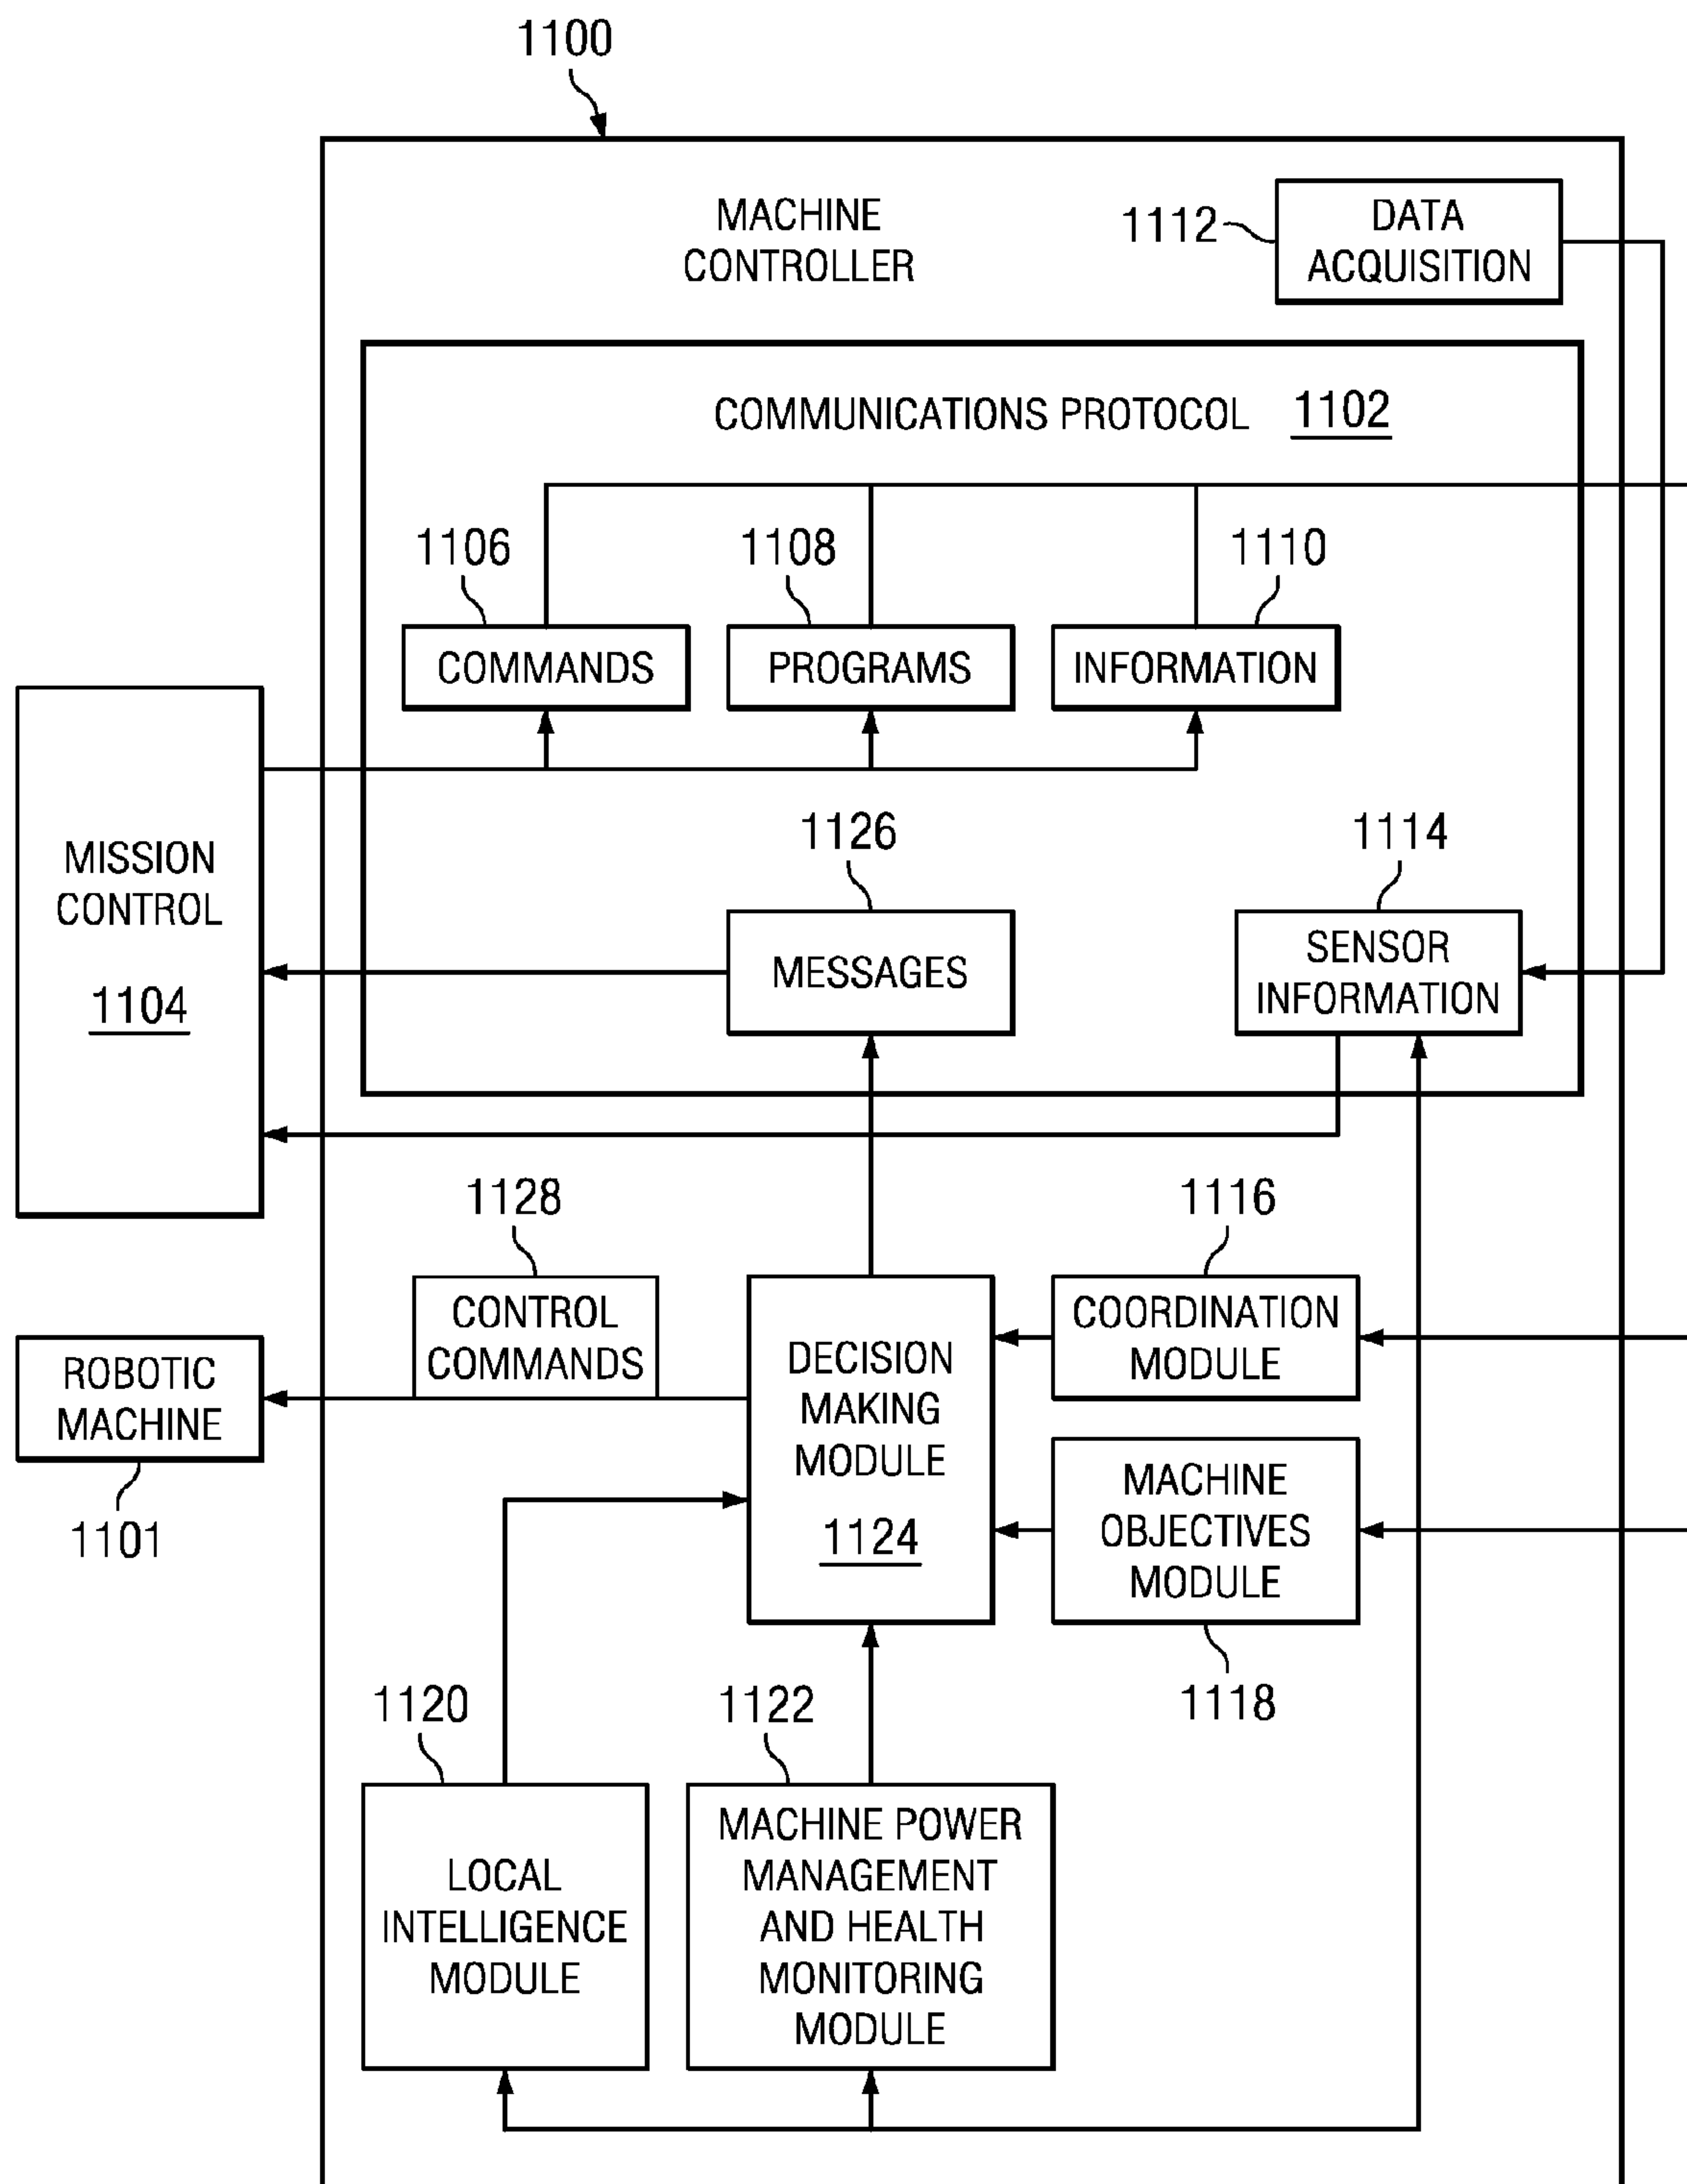 1100
MACHINE
CONTROLLER
1112
DATA
ACQUISITION
COMMUNICATIONS PROTOCOL 1102
1106
1108
1110
COMMANDS
PROGRAMS
INFORMATION
MISSION
CONTROL
1104
1126
1114
MESSAGES
SENSOR
INFORMATION
1128
1116
CONTROL
COMMANDS
DECISION
MAKING
MODULE
1124
COORDINATION
MODULE
ROBOTIC
MACHINE
1101
MACHINE
OBJECTIVES
MODULE
1118
1120
1122
LOCAL
INTELLIGENCE
MODULE
MACHINE POWER
MANAGEMENT
AND HEALTH
MONITORING
MODULE